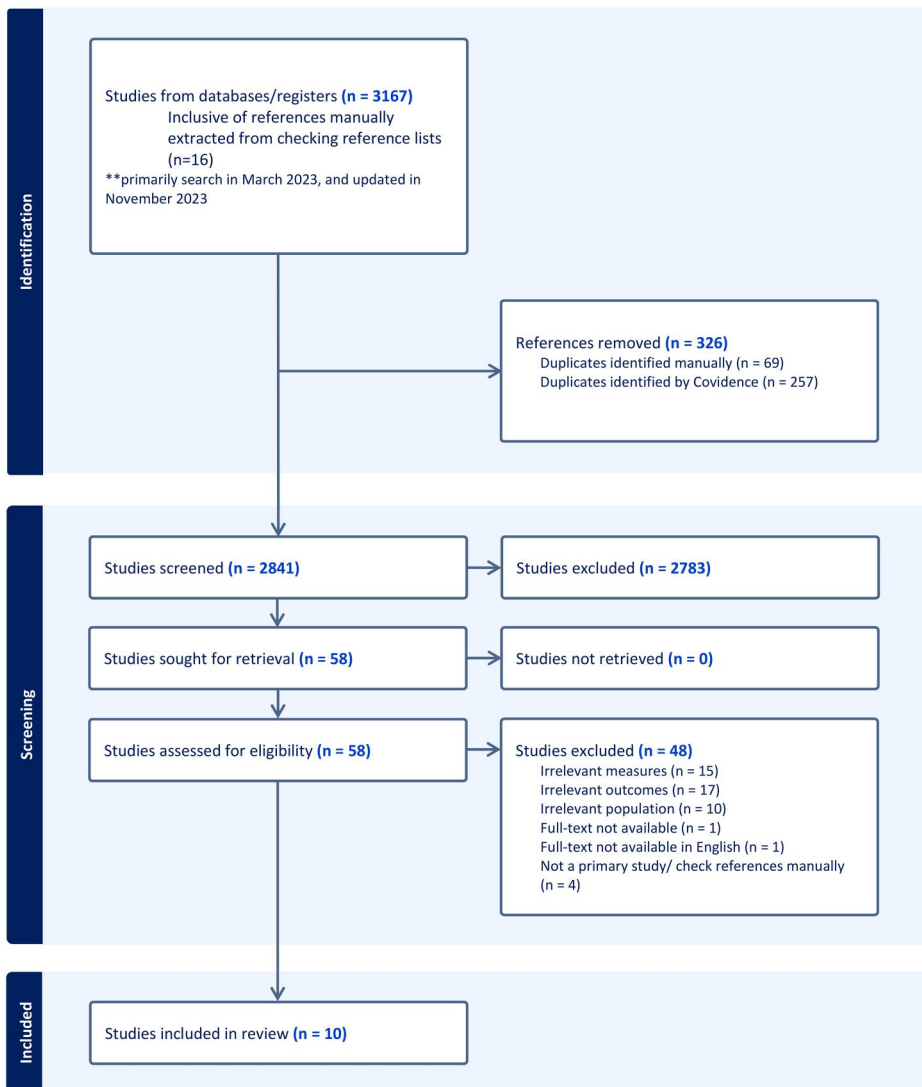 Identification
Studies from databases/registers (n = 3167)
Inclusive of references manually
extracted from checking reference lists
(n=16)
**primarily search in March 2023, and updated in
November 2023
References removed (n = 326)
Duplicates identified manually (n = 69)
Duplicates identified by Covidence (n = 257)
Screening
Studies screened (n = 2841)
Studies excluded (n = 2783)
Studies sought for retrieval (n = 58)
Studies not retrieved (n = 0)
Studies assessed for eligibility (n = 58)
Studies excluded (n = 48)
Irrelevant measures (n = 15)
Irrelevant outcomes (n = 17)
Irrelevant population (n = 10)
Full-text not available (n = 1)
Full-text not available in English (n = 1)
Not a primary study/ check references manually
(n = 4)
Included
Studies included in review (n = 10)